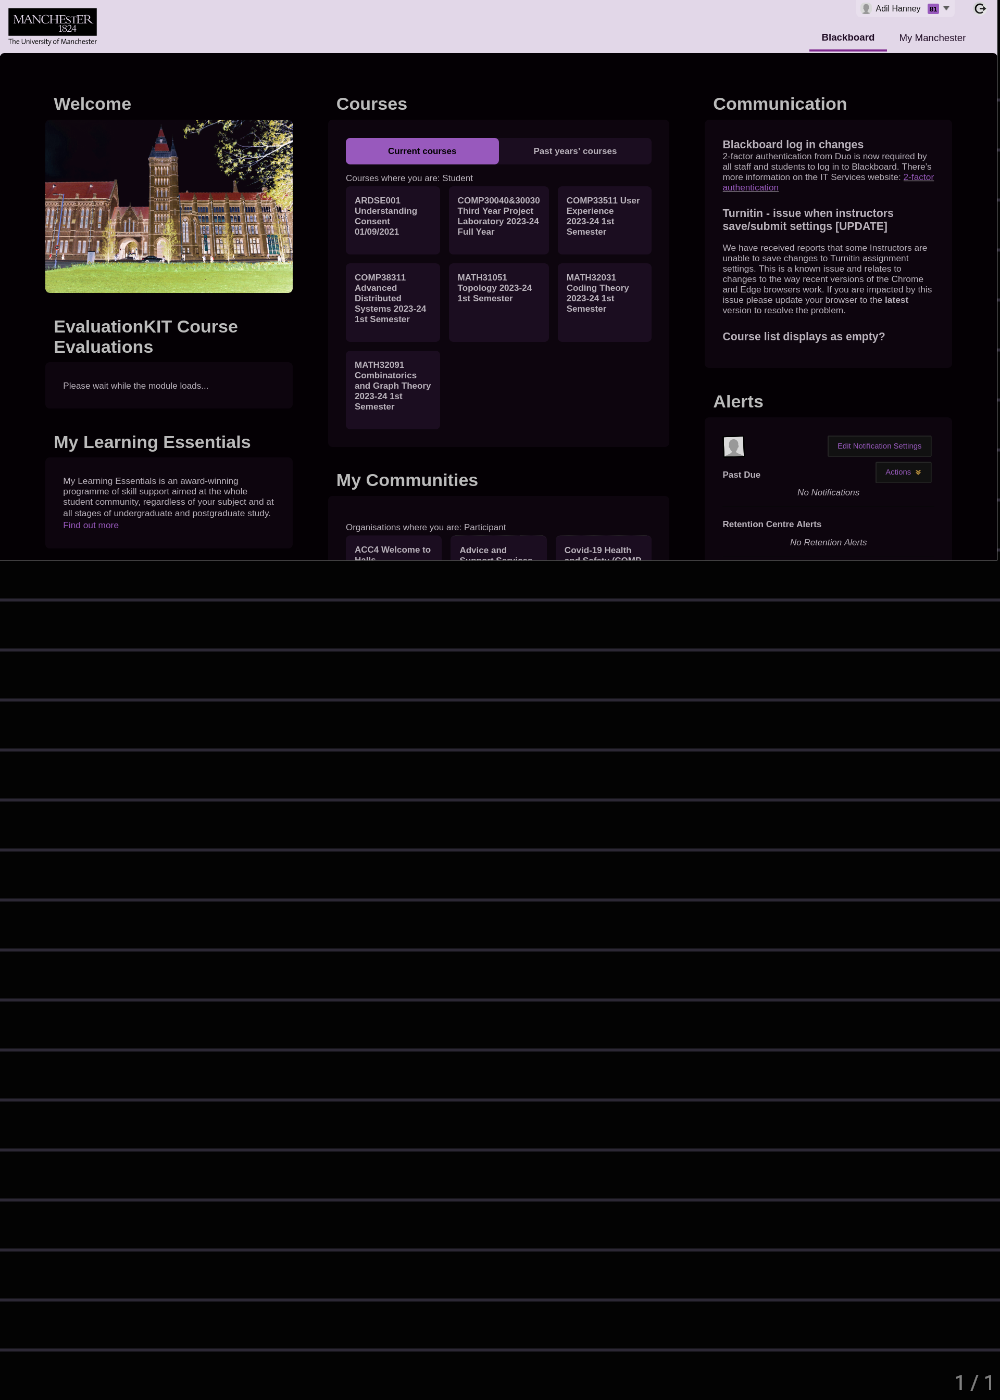 MANCHESTER
1824
The University of Manchester
Adil Hanney 81
Blackboard
My Manchester
Welcome
EvaluationKIT Course
Evaluations
Please wait while the module loads...
My Learning Essentials
My Learning Essentials is an award-winning
programme of skill support aimed at the whole
student community, regardless of your subject and at
all stages of undergraduate and postgraduate study.
Find out more
Courses
Current courses
Past years' courses
Courses where you are: Student
ARDSE001
Understanding
Consent
01/09/2021
COMP30040&30030
Third Year Project
Laboratory 2023-24
Full Year
COMP33511 User
Experience
2023-24 1st
Semester
COMP38311
Advanced
Distributed
Systems 2023-24
1st Semester
MATH31051
Topology 2023-24
1st Semester
MATH32031
Coding Theory
2023-24 1st
Semester
MATH32091
Combinatorics
and Graph Theory
2023-24 1st
Semester
My Communities
Organisations where you are: Participant
ACC4 Welcome to
Halls
Advice and
Support Services
Covid-19 Health
and Safety (COMP
Communication
Blackboard log in changes
2-factor authentication from Duo is now required by
all staff and students to log in to Blackboard. There's
more information on the IT Services website: 2-factor
authentication
Turnitin - issue when instructors
save/submit settings [UPDATE]
We have received reports that some Instructors are
unable to save changes to Turnitin assignment
settings. This is a known issue and relates to
changes to the way recent versions of the Chrome
and Edge browsers work. If you are impacted by this
issue please update your browser to the latest
version to resolve the problem.
Course list displays as empty?
Alerts
Edit Notification Settings
Actions
Past Due
No Notifications
Retention Centre Alerts
No Retention Alerts
1 / 1